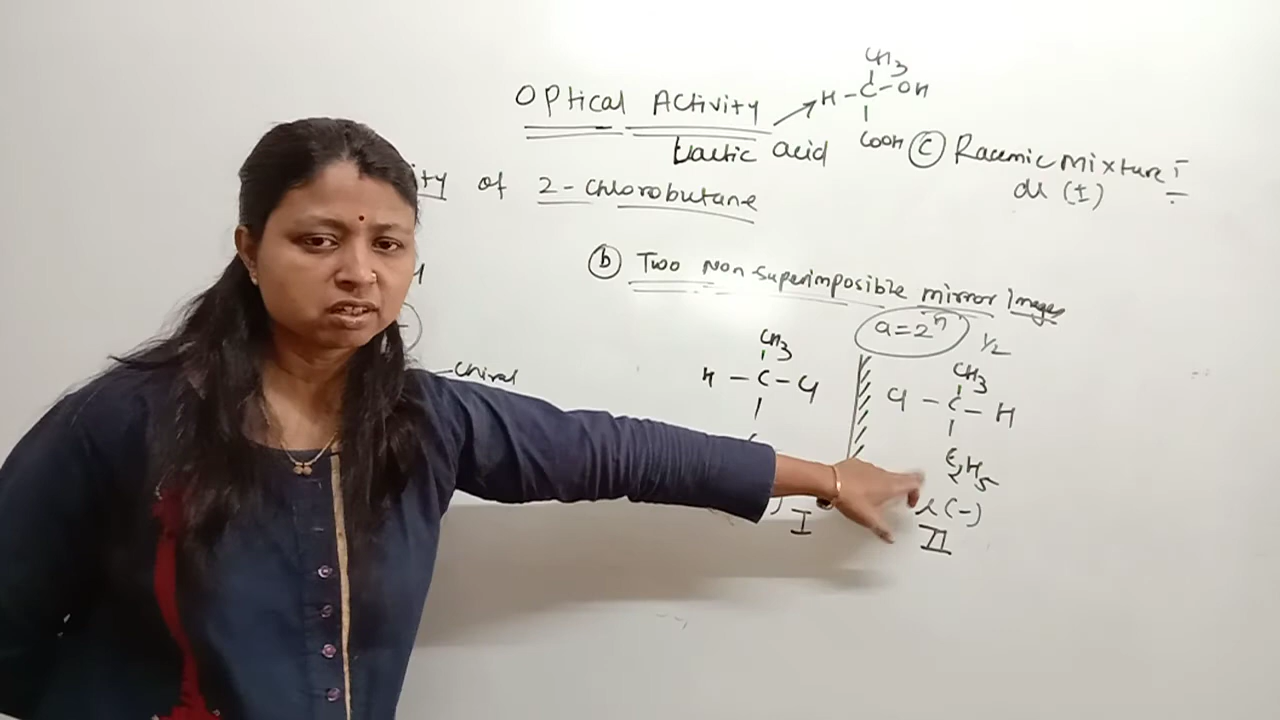 Optical Activity
Lactic acid
CH3
H-C-OH
COOH
ity of 2-chlorobutane
(c) Racemic mixture :-
dl (±)
(b) Two non-superimposible mirror images
a=2^n
1/2
Chiral
CH3
H-C-Cl
I
CH3
Cl-C-H
C2H5
l(-)
II